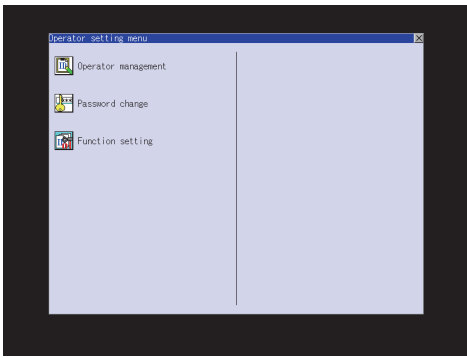 Operator setting menu
Operator management
Password change
Function setting